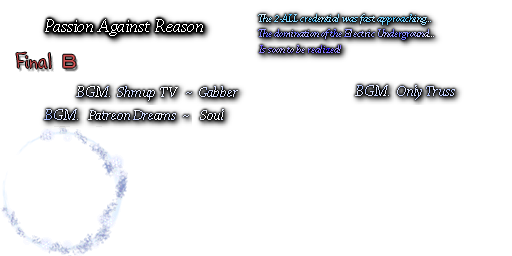 Passion Against Reason
The 2-ALL credential was fast approaching...
The domination of the Electric Underground...
is soon to be realized!
Final B
BGM. Shmup TV ~ Gabber
BGM. Only Truss
BGM. Patreon Dreams ~ Soul